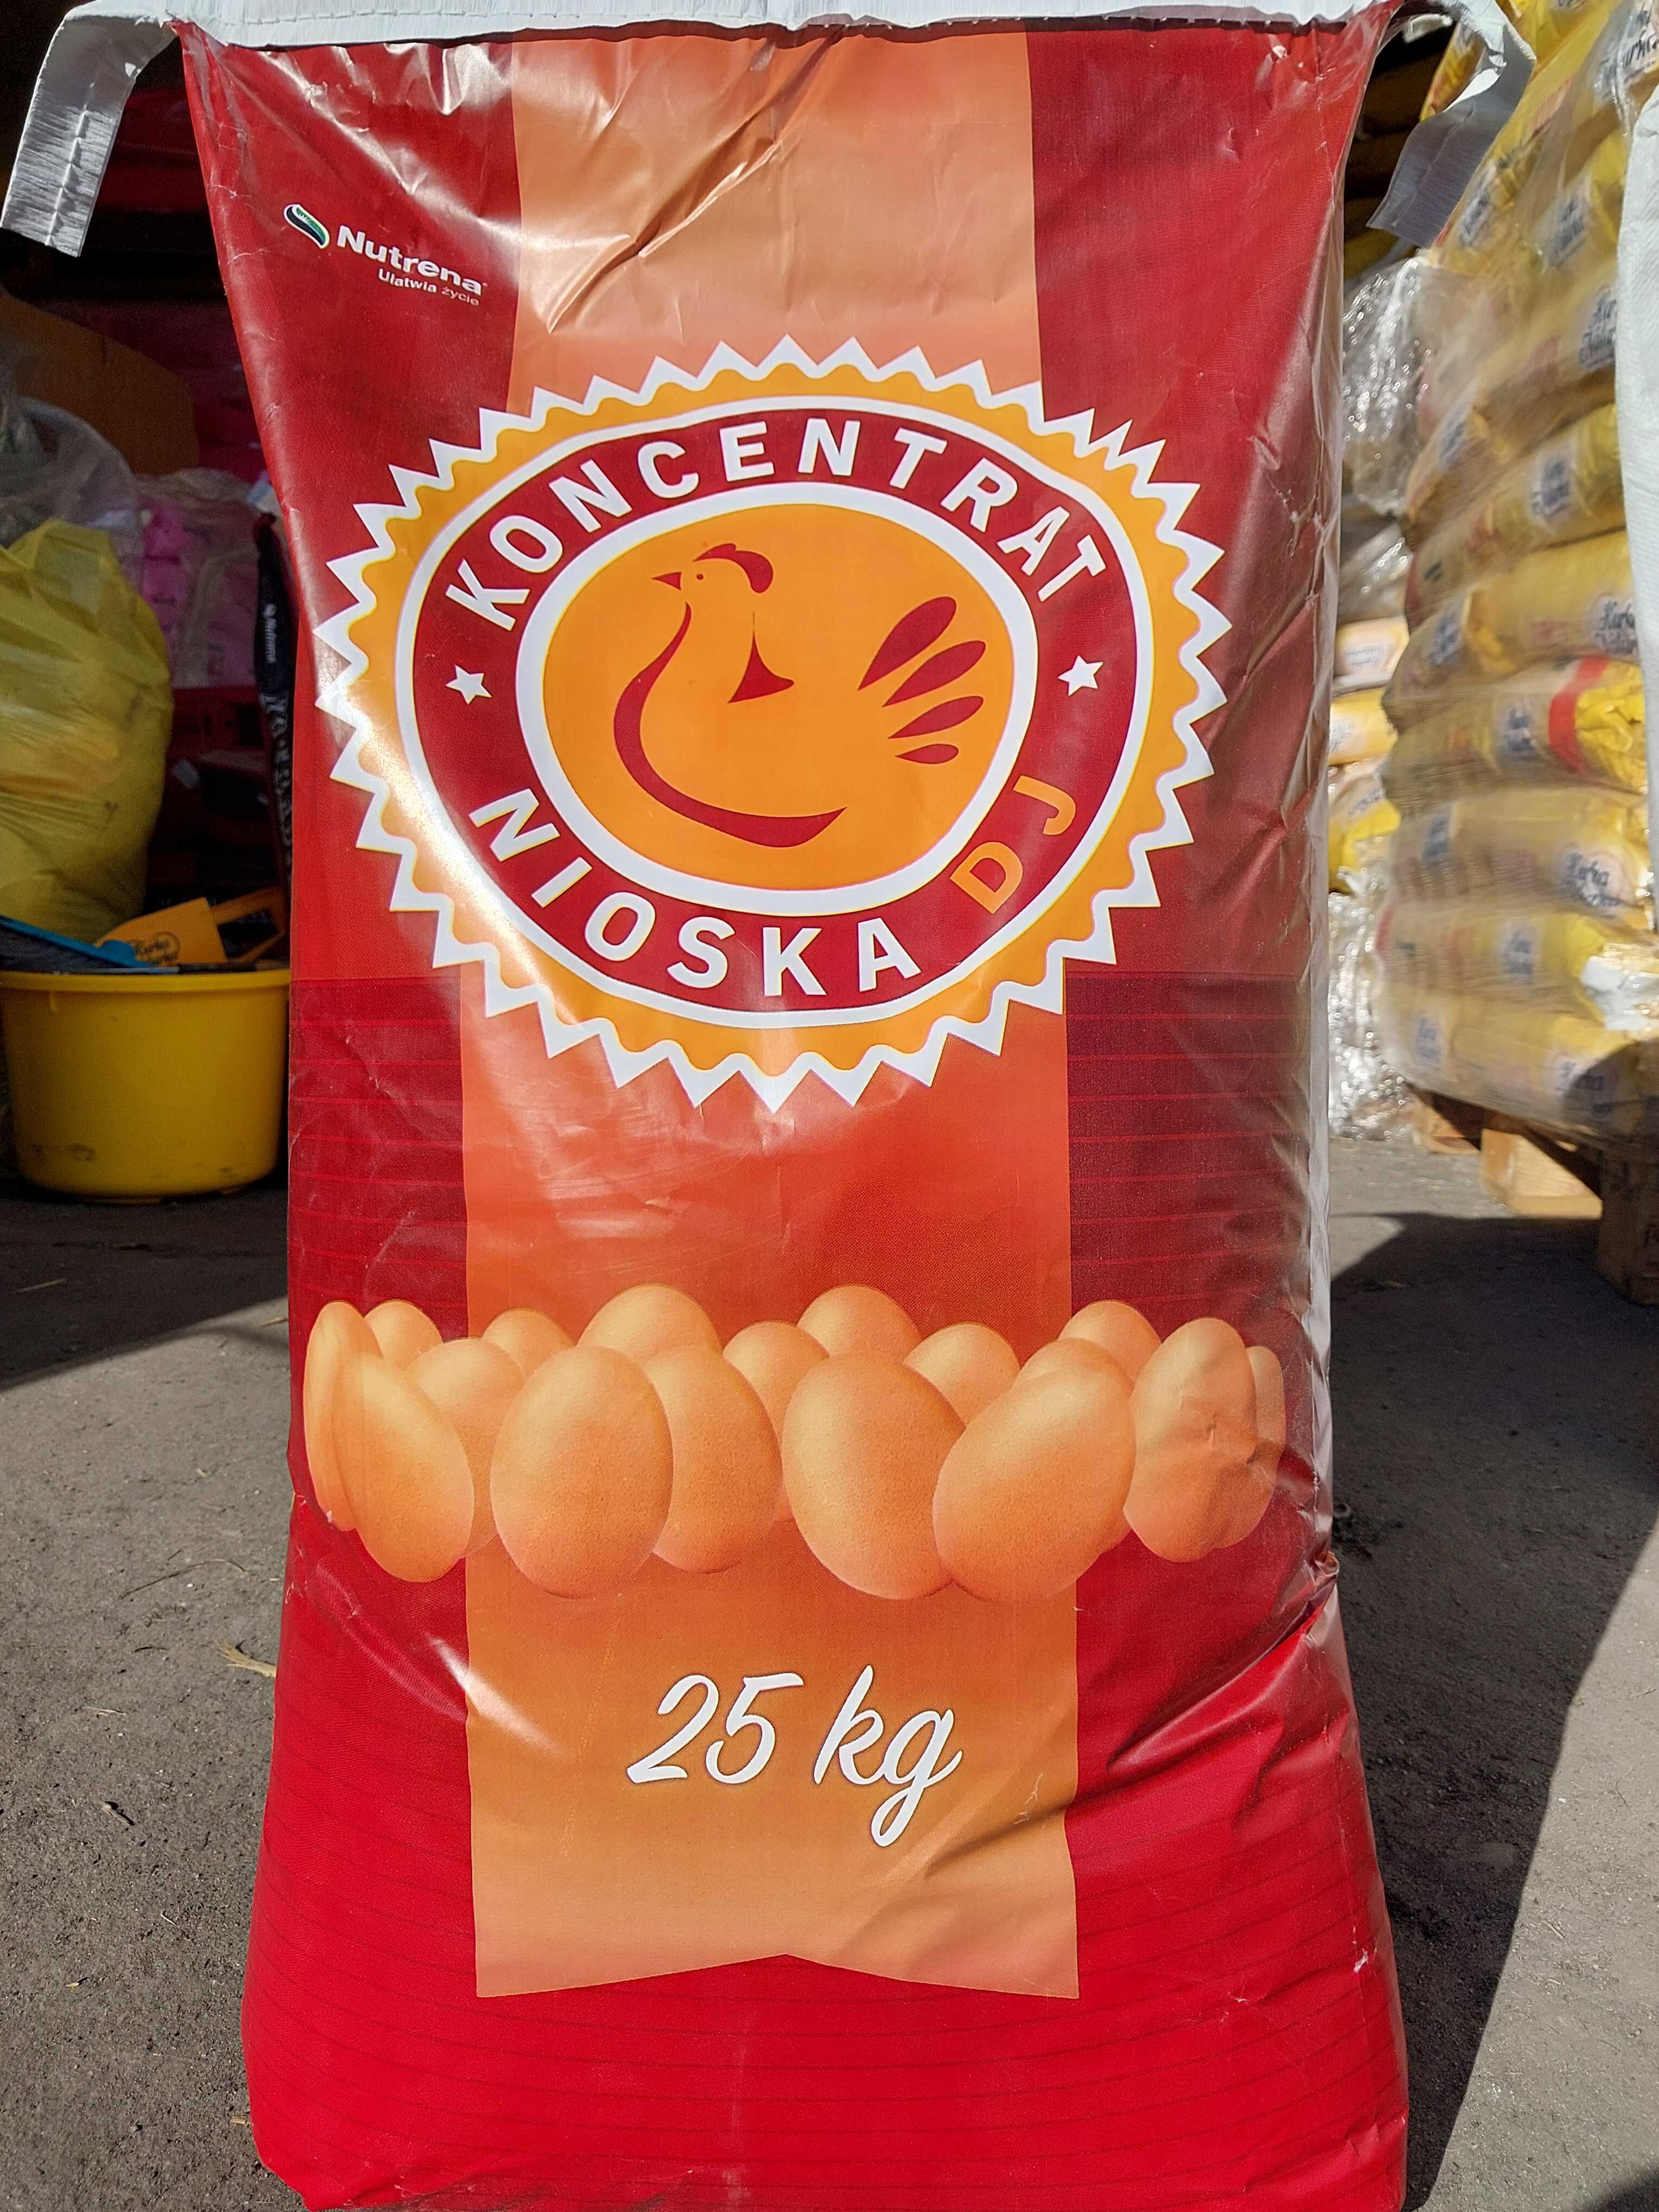 Nutrena
Ułatwia życie
KONCENTRAT
NIOSKA DJ
25 kg